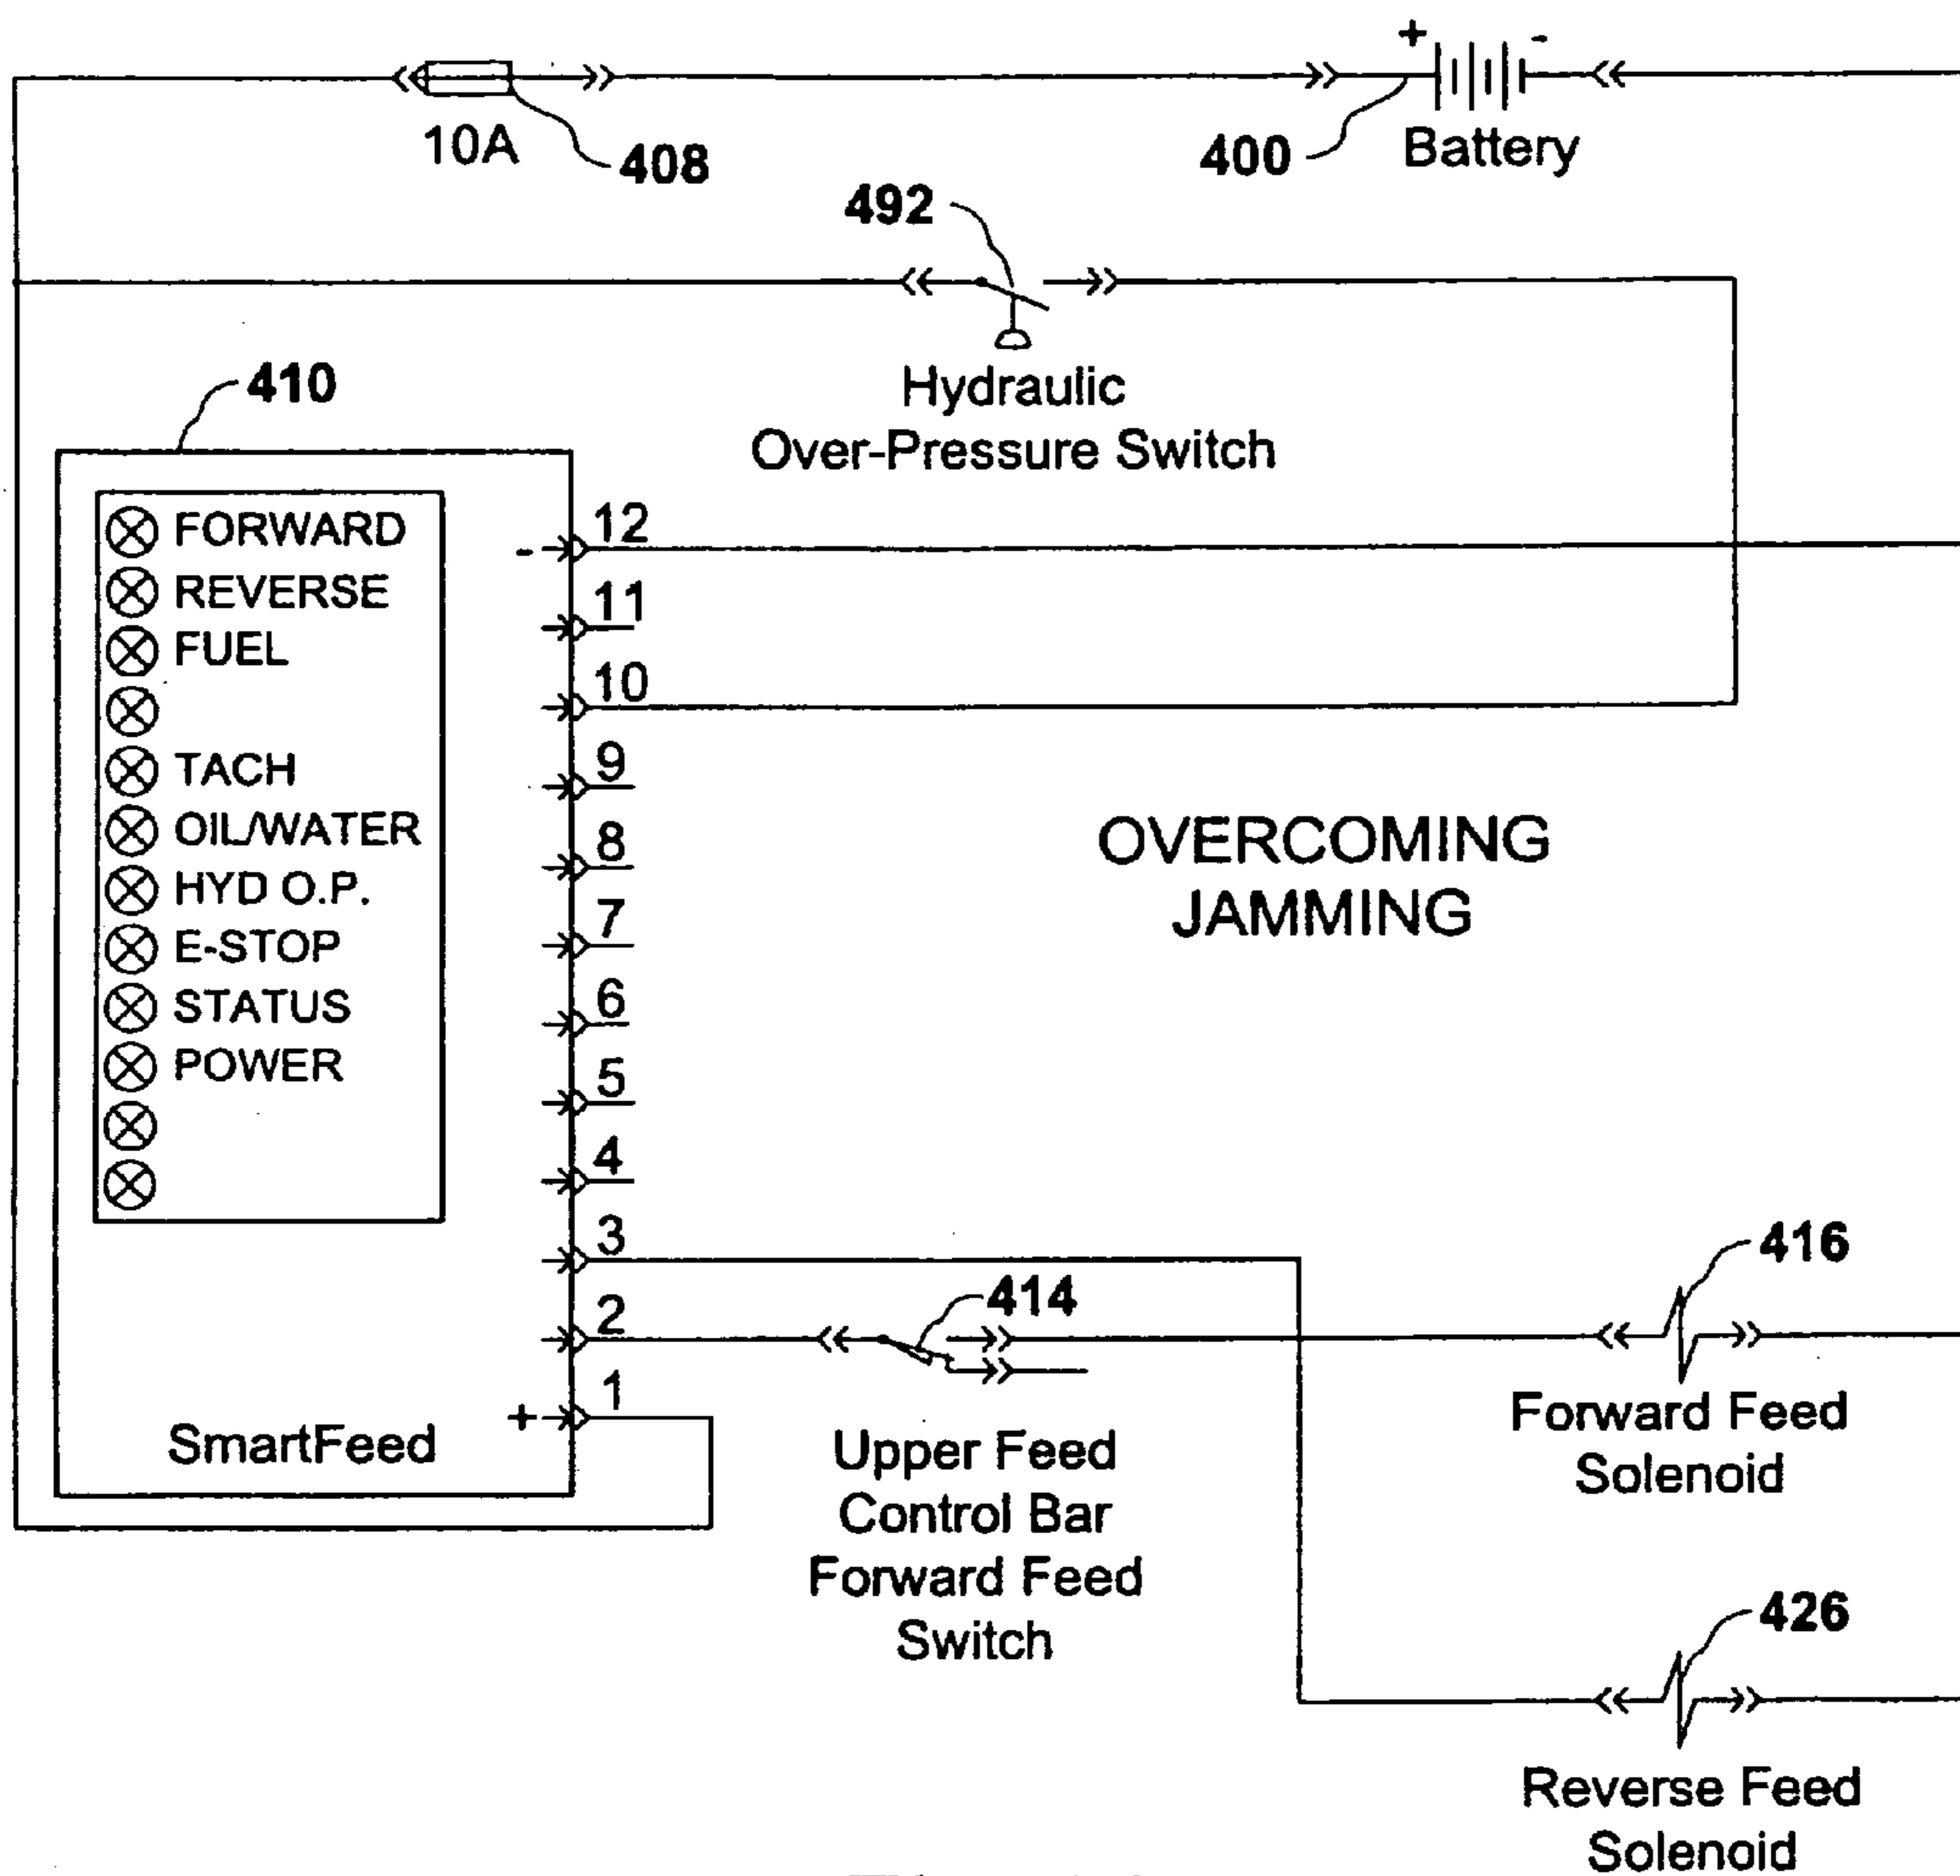 + -
10A
408
400
Battery
492
Hydraulic
Over-Pressure Switch
410
FORWARD
REVERSE
FUEL
TACH
OIL/WATER
HYD O.P.
E-STOP
STATUS
POWER
SmartFeed
- 12
11
10
9
8
7
6
5
4
3
2
+ 1
OVERCOMING
JAMMING
414
Upper Feed
Control Bar
Forward Feed
Switch
416
Forward Feed
Solenoid
426
Reverse Feed
Solenoid